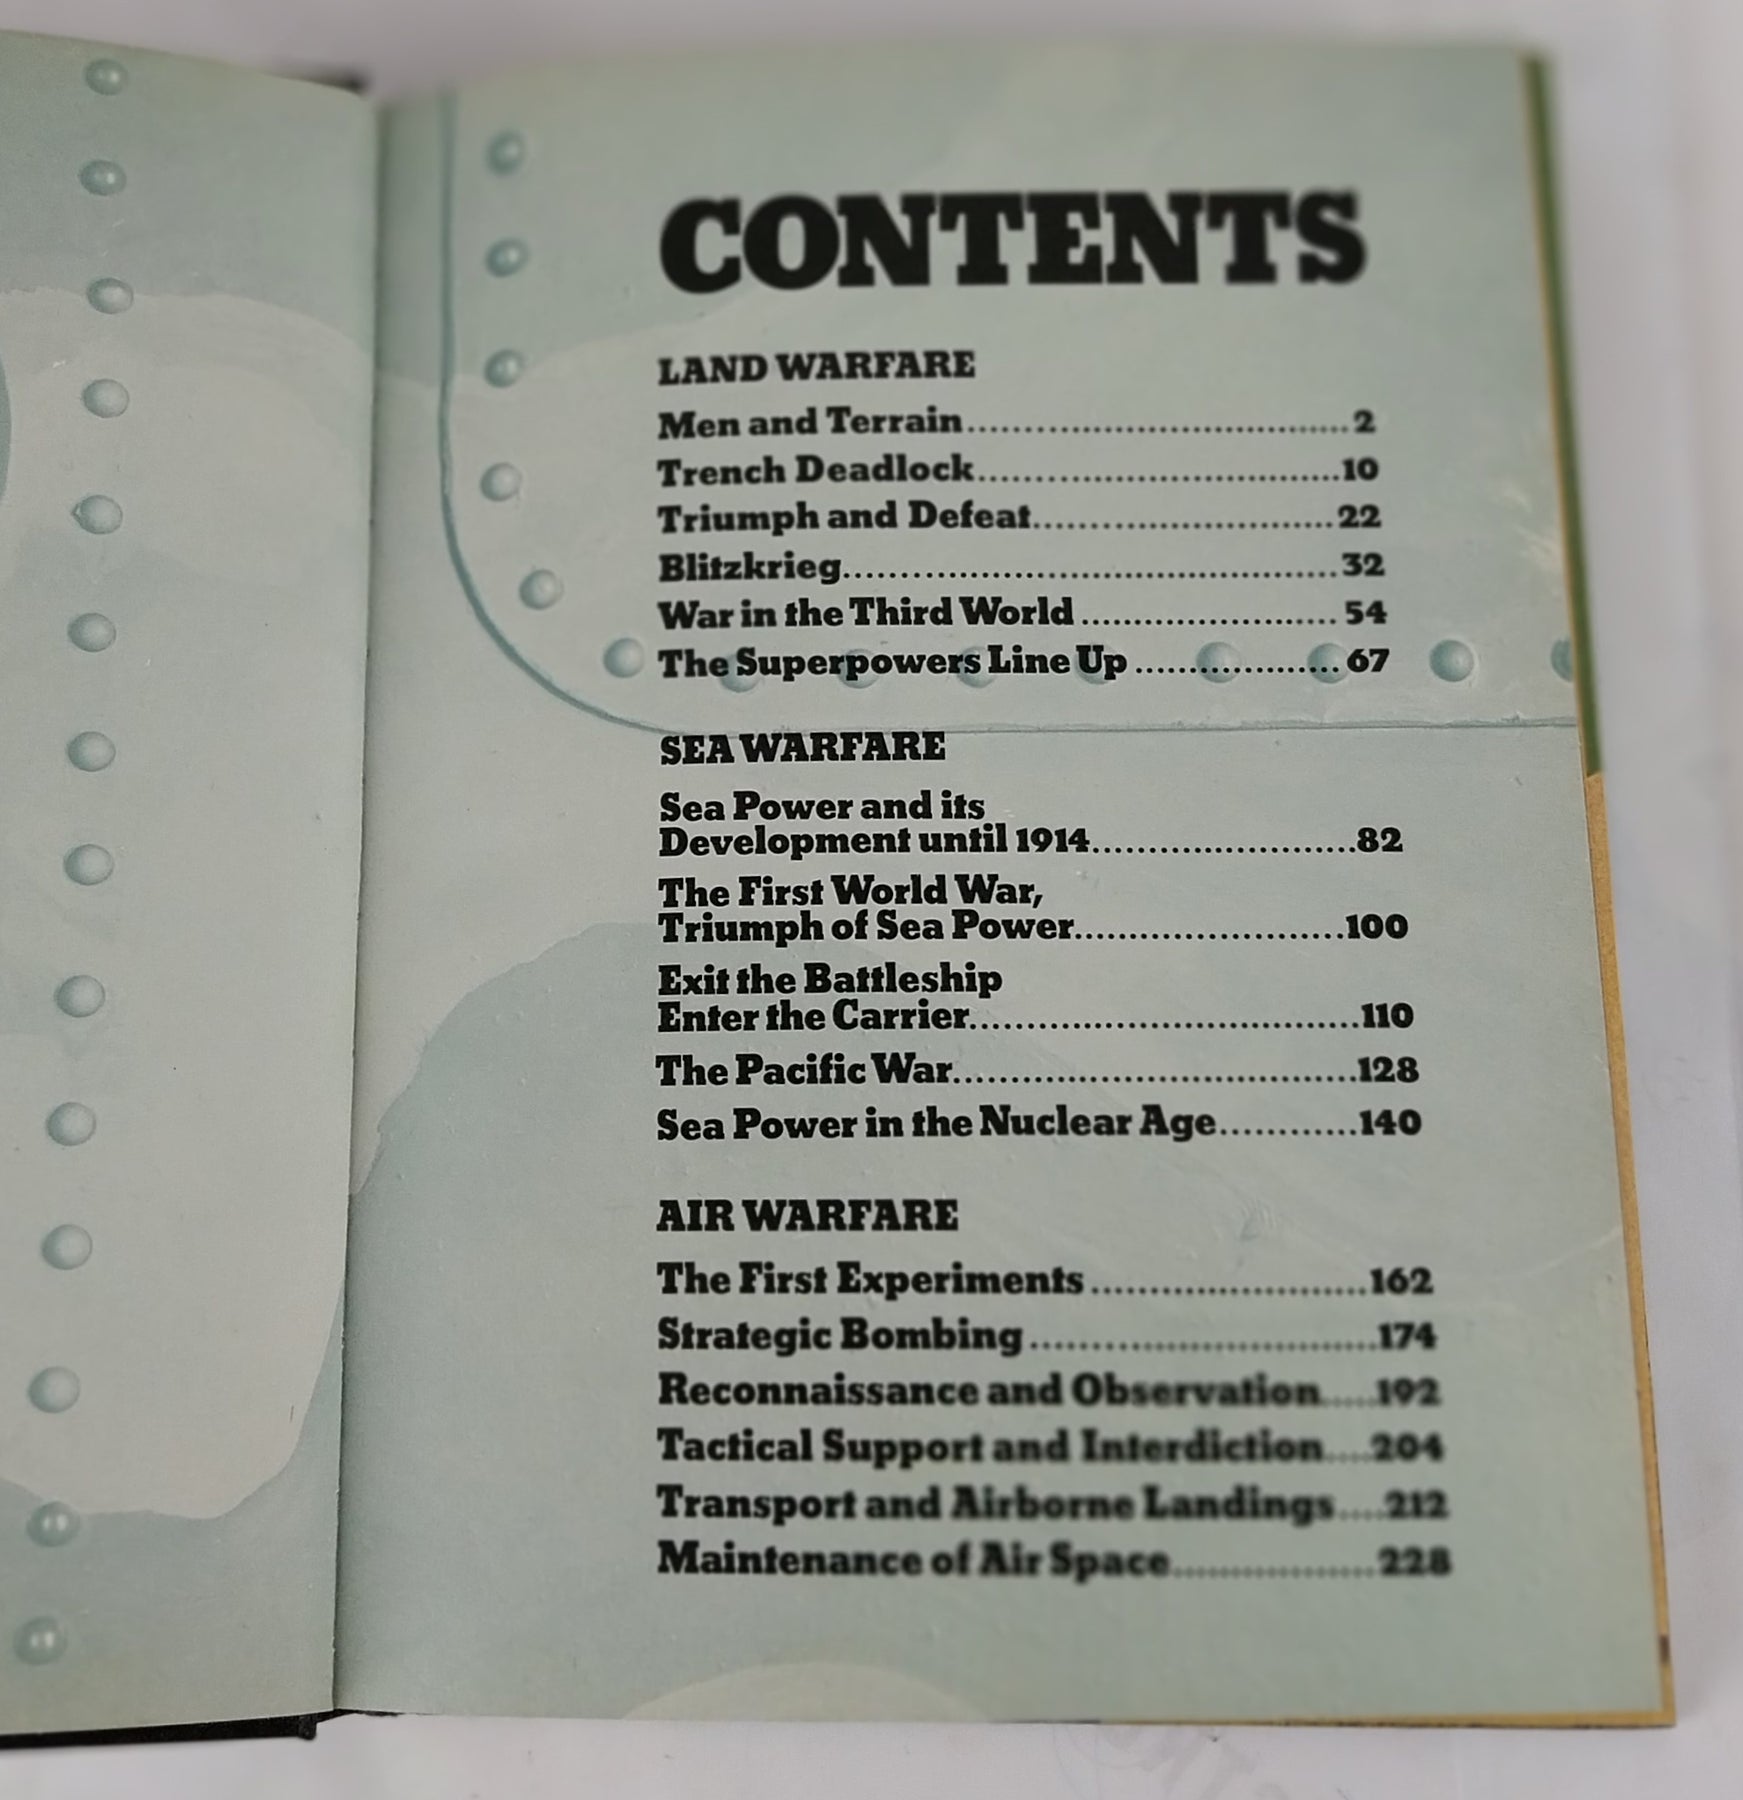 CONTENTS
LAND WARFARE
Men and Terrain..................................2
Trench Deadlock................................10
Triumph and Defeat...........................22
Blitzkrieg............................................32
War in the Third World ....................... 54
The Superpowers Line Up .................. 67
SEA WARFARE
Sea Power and its
Development until 1914........................82
The First World War,
Triumph of Sea Power.........................100
Exit the Battleship
Enter the Carrier...................................110
The Pacific War.....................................128
Sea Power in the Nuclear Age............140
AIR WARFARE
The First Experiments.........................162
Strategic Bombing................................174
Reconnaissance and Observation.....192
Tactical Support and Interdiction....204
Transport and Airborne Landings....212
Maintenance of Air Space..................228